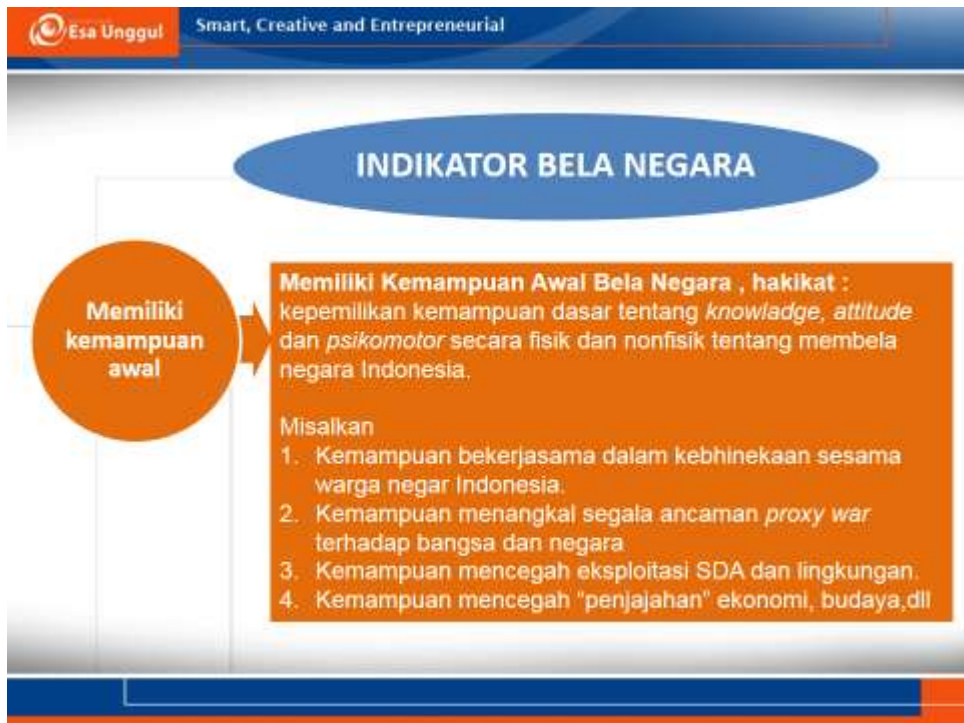 Esa Unggul
Smart, Creative and Entrepreneurial
INDIKATOR BELA NEGARA
Memiliki
kemampuan
awal
Memiliki Kemampuan Awal Bela Negara , hakikat :
kepemilikan kemampuan dasar tentang knowladge, attitude
dan psikomotor secara fisik dan nonfisik tentang membela
negara Indonesia.
Misalkan
1. Kemampuan bekerjasama dalam kebhinekaan sesama
warga negar Indonesia.
2. Kemampuan menangkal segala ancaman proxy war
terhadap bangsa dan negara
3. Kemampuan mencegah eksploitasi SDA dan lingkungan.
4. Kemampuan mencegah "penjajahan" ekonomi, budaya,dll